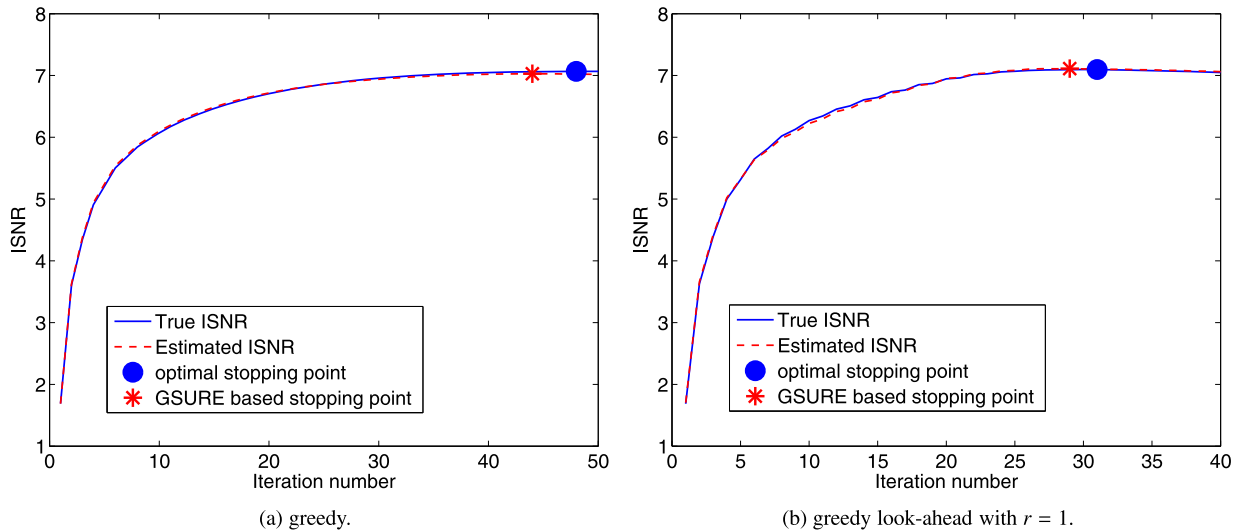 8
7
6
5
4
3
2
1
ISNR
0
10
20
30
40
50
Iteration number
True ISNR
Estimated ISNR
optimal stopping point
GSURE based stopping point
(a) greedy.
8
7
6
5
4
3
2
1
ISNR
0
5
10
15
20
25
30
35
40
Iteration number
True ISNR
Estimated ISNR
optimal stopping point
GSURE based stopping point
(b) greedy look-ahead with r = 1.